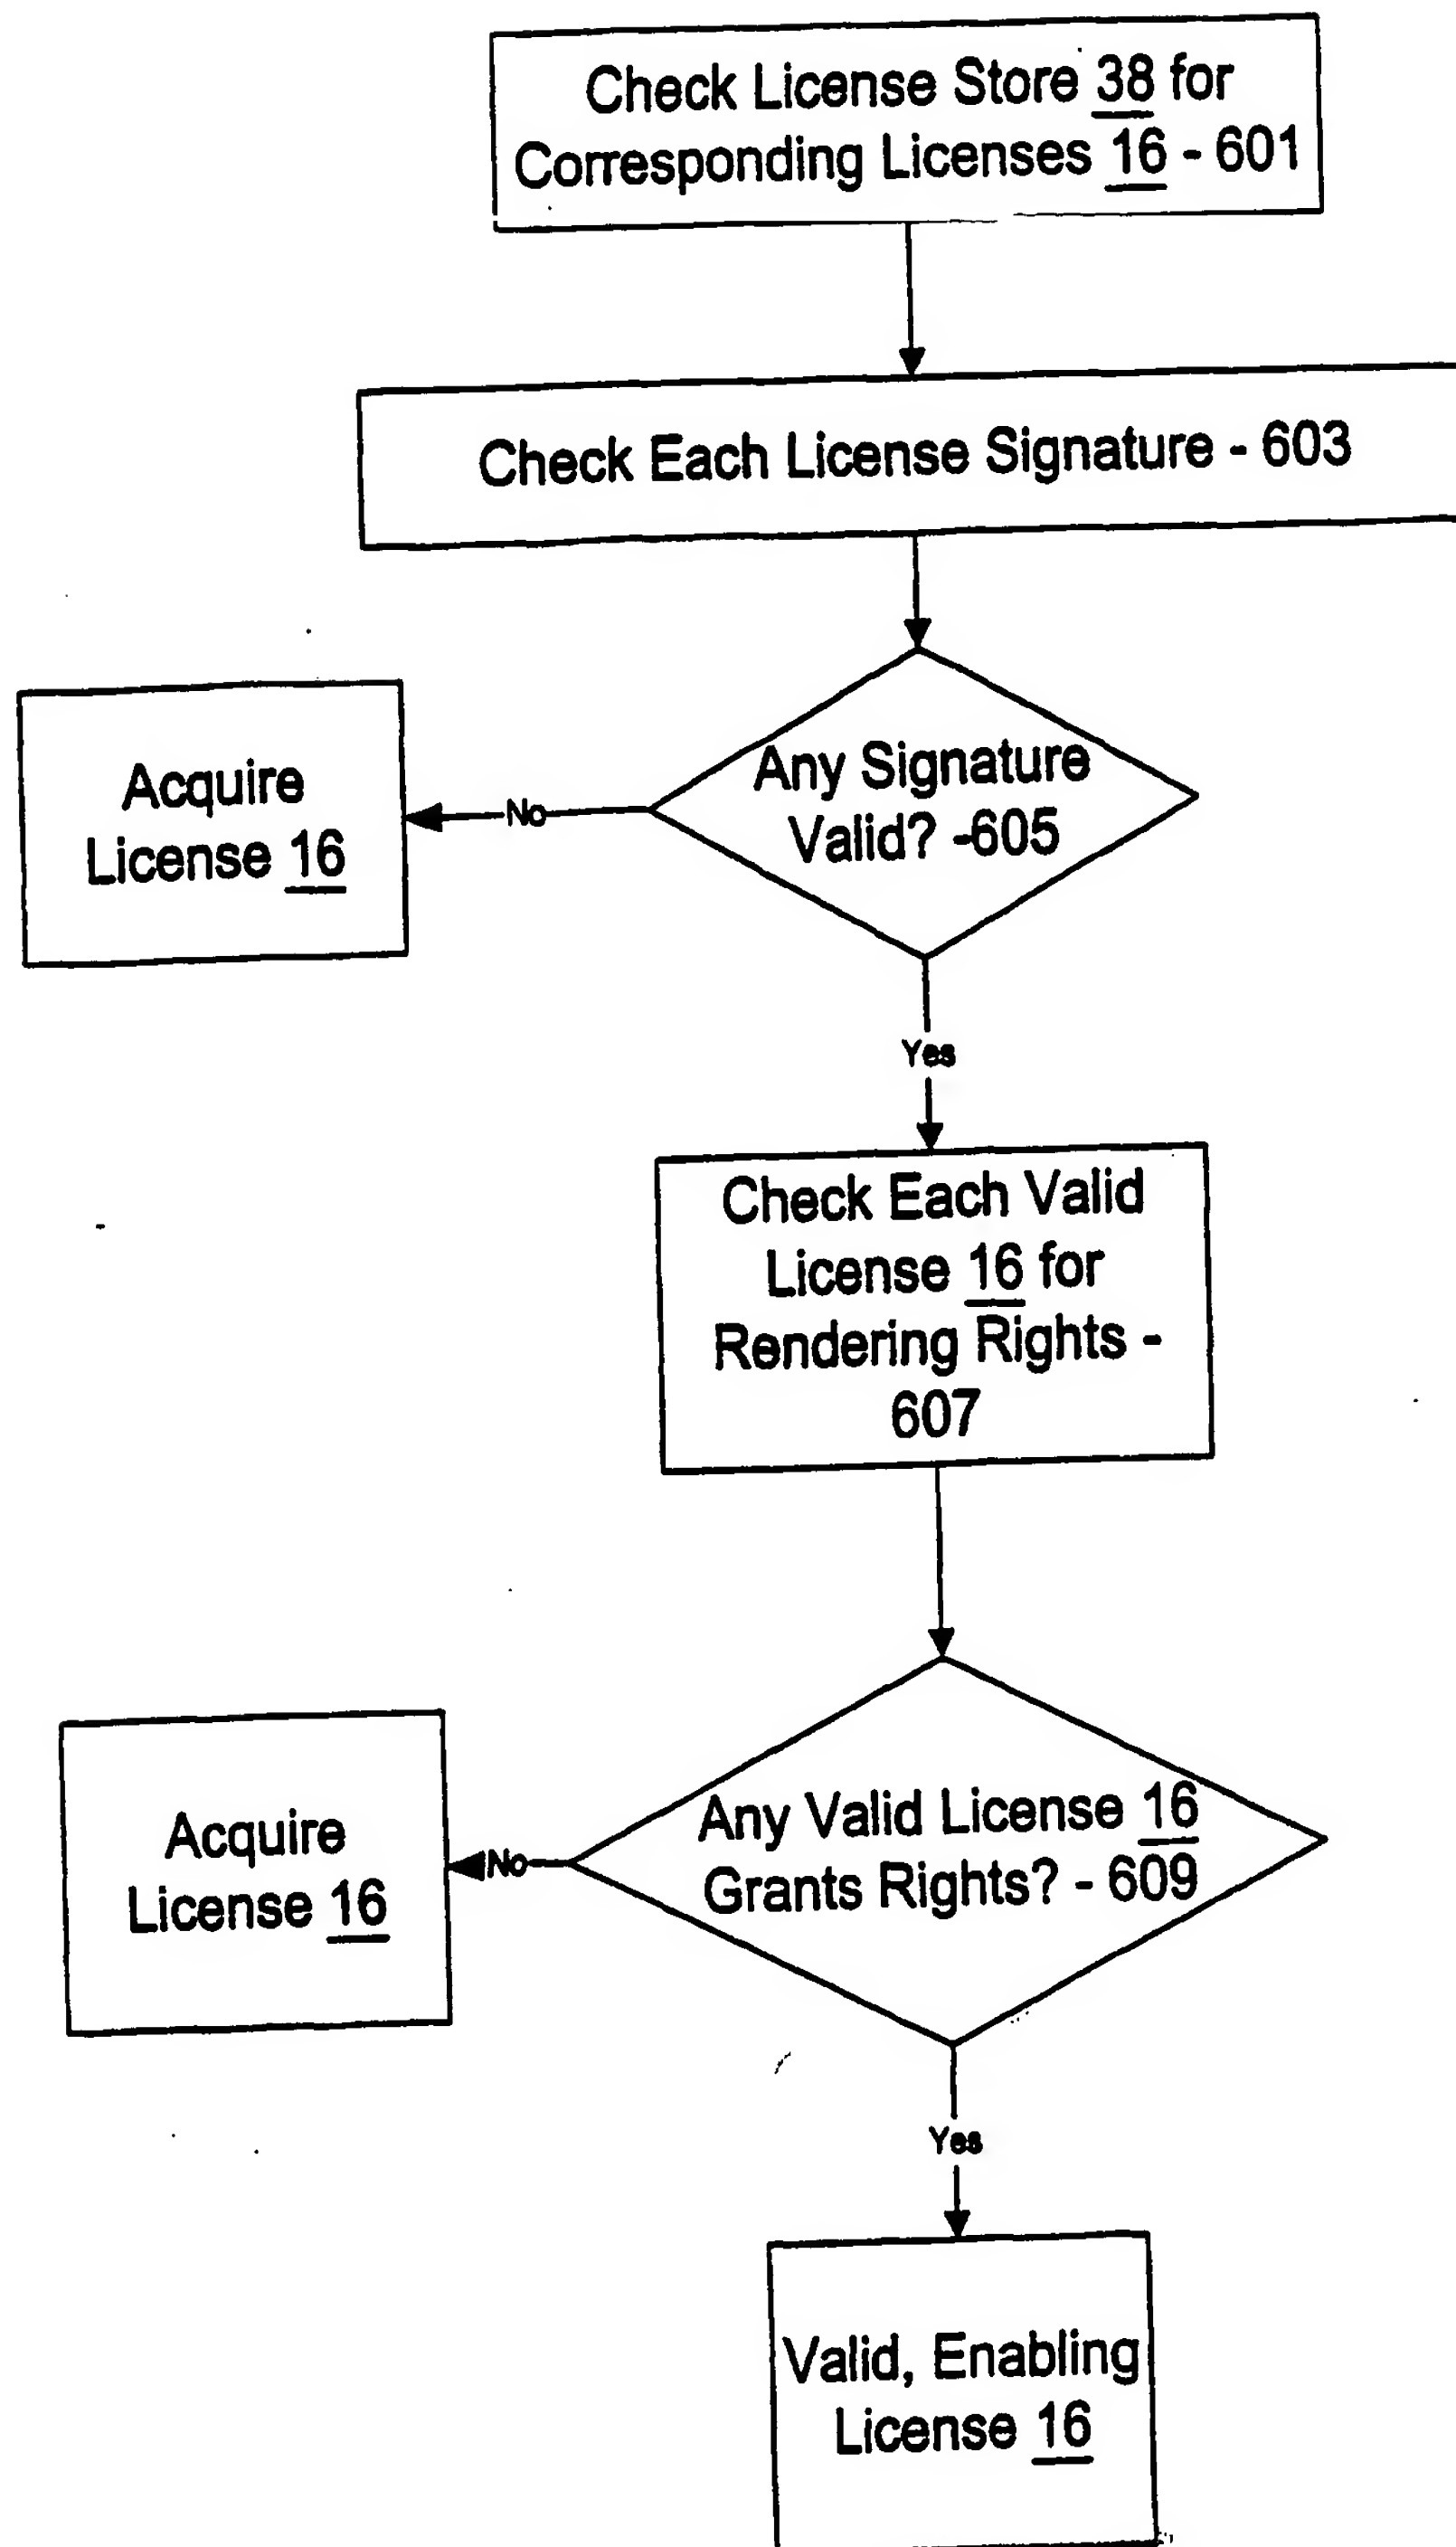 Check License Store 38 for
Corresponding Licenses 16 - 601
Check Each License Signature - 603
Any Signature
Valid? -605
No
Acquire
License 16
Yes
Check Each Valid
License 16 for
Rendering Rights -
607
Any Valid License 16
Grants Rights? - 609
No
Acquire
License 16
Yes
Valid, Enabling
License 16